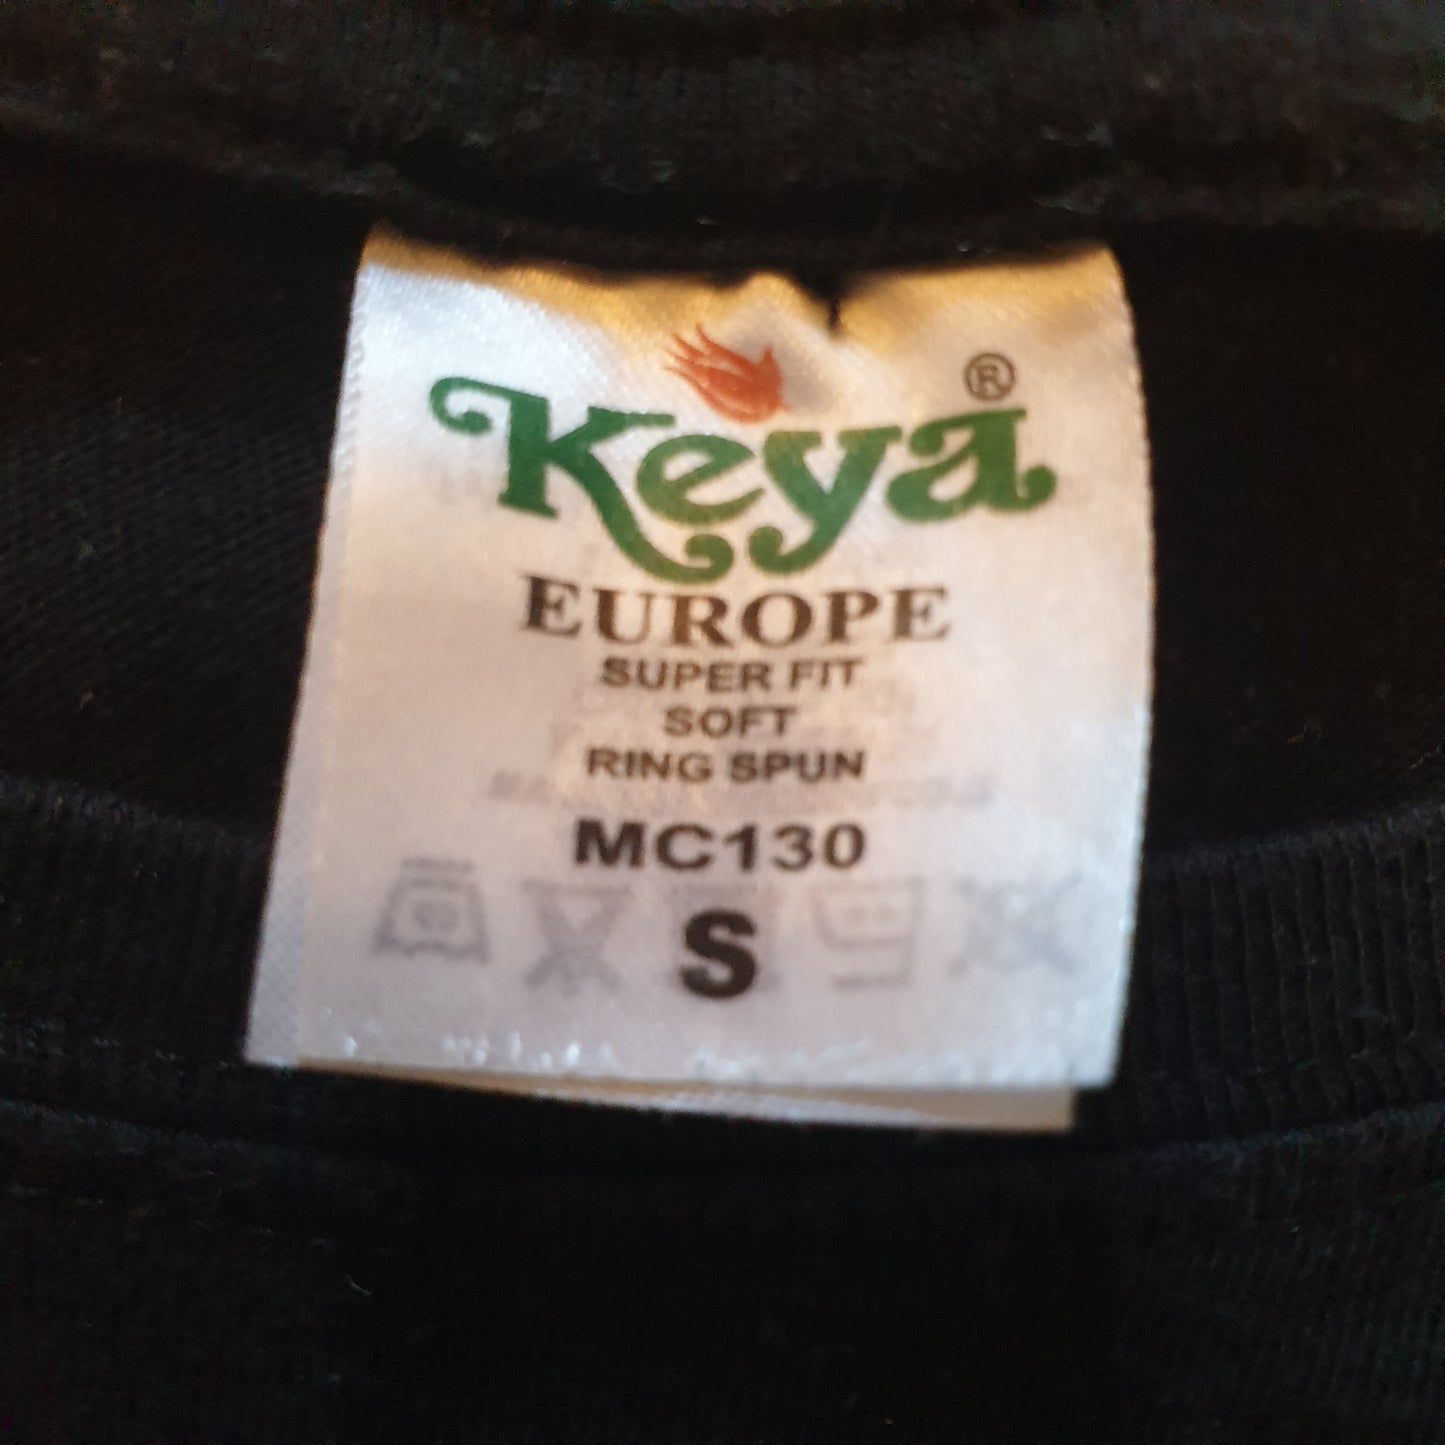 Keya®
EUROPE
SUPER FIT
SOFT
RING SPUN
MC130
S